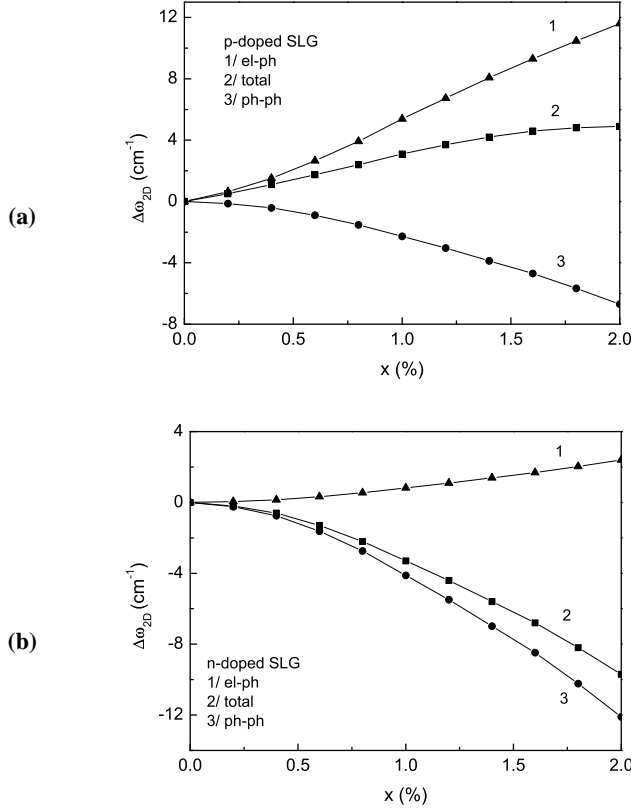 (a)
12
8
4
0
-4
-8
Δω2D (cm-1)
p-doped SLG
1/ el-ph
2/ total
3/ ph-ph
1
2
3
0.0 0.5 1.0 1.5 2.0
x (%)
(b)
4
0
-4
-8
-12
Δω2D (cm-1)
1
2
3
n-doped SLG
1/ el-ph
2/ total
3/ ph-ph
0.0 0.5 1.0 1.5 2.0
x (%)